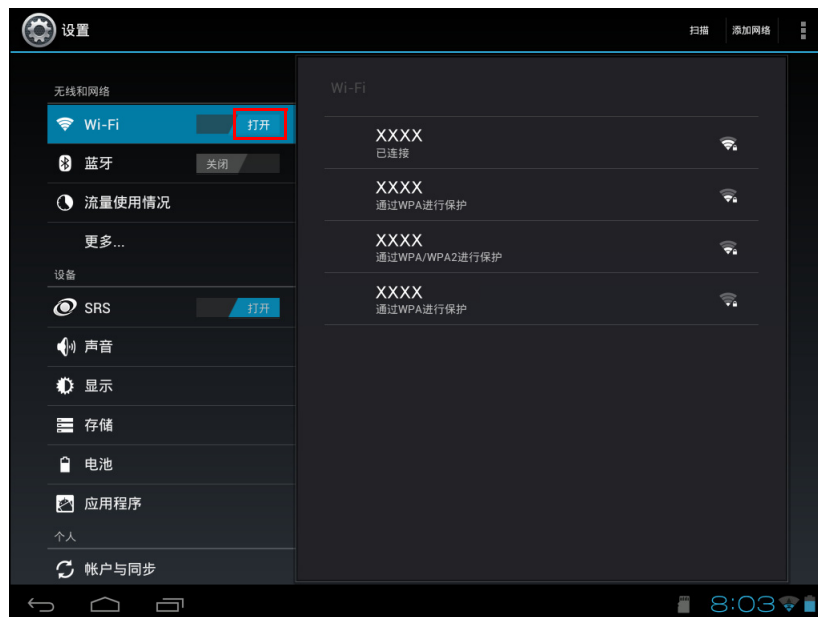 设置
扫描
添加网络
无线和网络
Wi-Fi
打开
蓝牙
关闭
流量使用情况
更多...
设备
SRS
打开
声音
显示
存储
电池
应用程序
个人
帐户与同步
Wi-Fi
XXXX
已连接
XXXX
通过WPA进行保护
XXXX
通过WPA/WPA2进行保护
XXXX
通过WPA进行保护
8:03